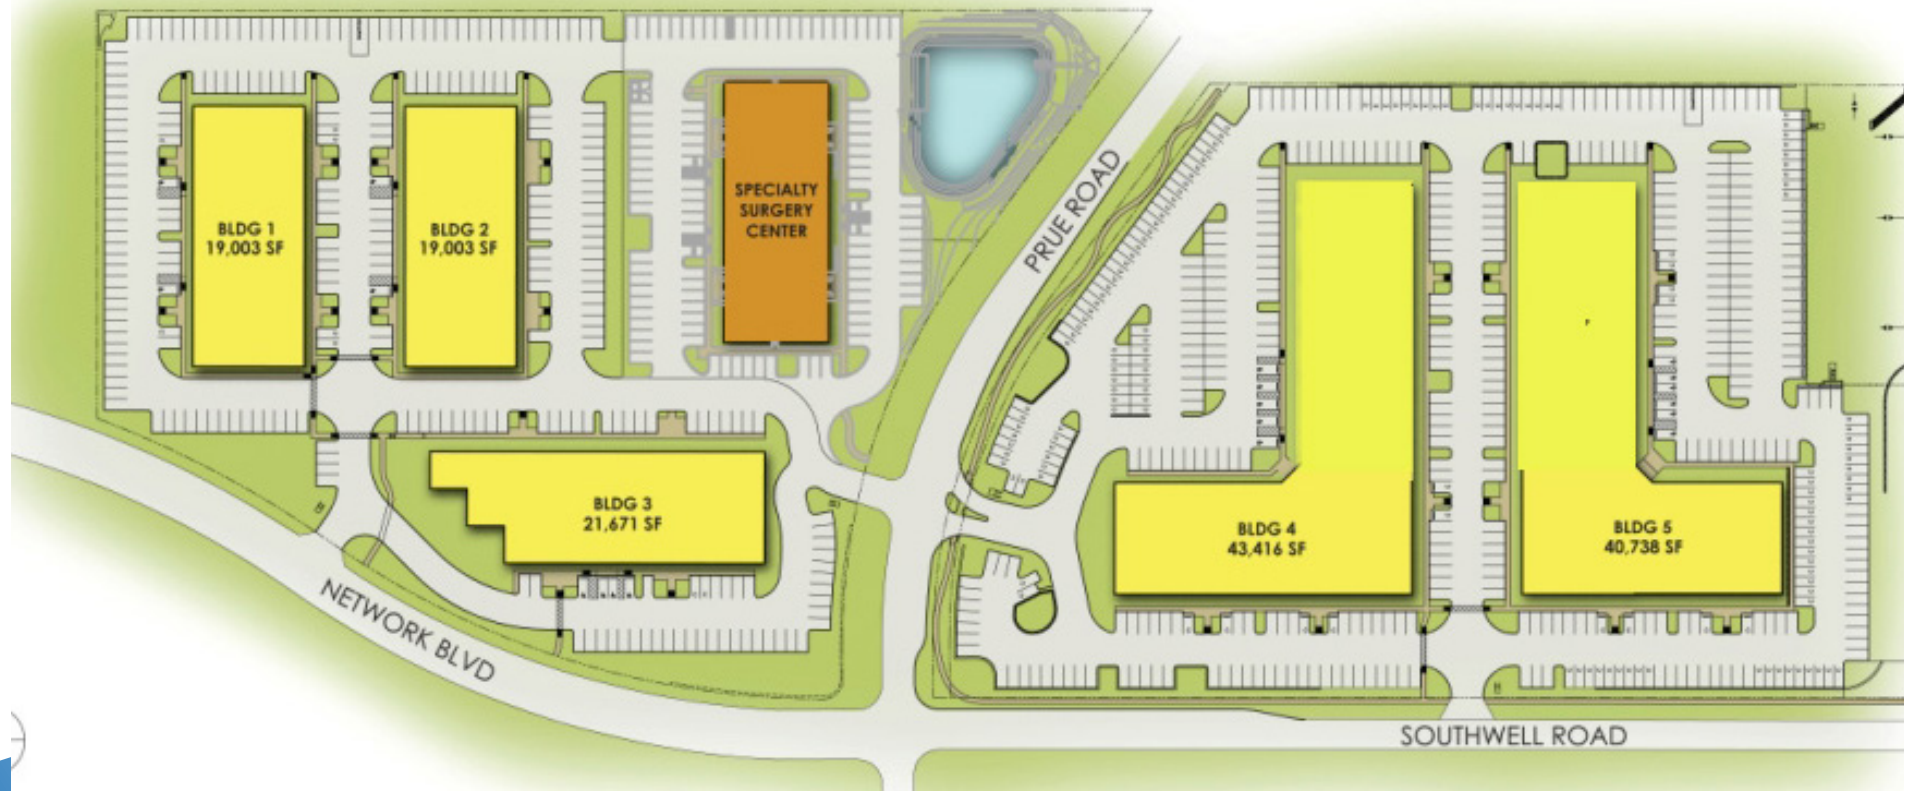 BLDG 1
19,003 SF
BLDG 2
19,003 SF
SPECIALTY
SURGERY
CENTER
PRUE ROAD
BLDG 3
21,671 SF
BLDG 4
43,416 SF
BLDG 5
40,738 SF
NETWORK BLVD
SOUTHWELL ROAD